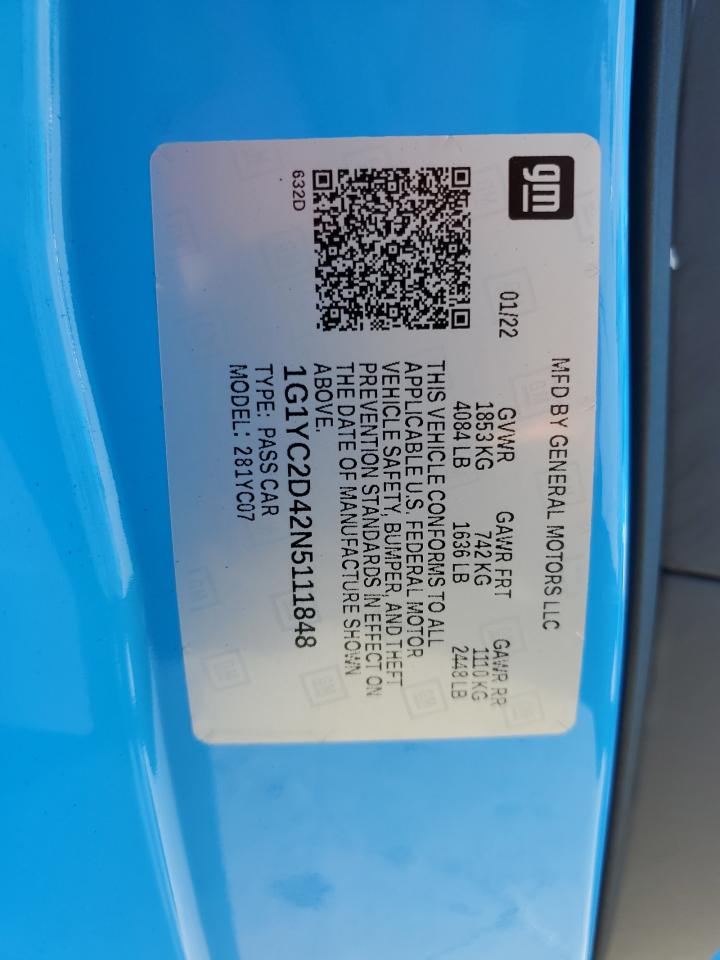 gm
MFD BY GENERAL MOTORS LLC
01/22
GVWR GAWR FRT GAWR RR
1853 KG 742 KG 1110 KG
4084 LB 1636 LB 2448 LB
THIS VEHICLE CONFORMS TO ALL
APPLICABLE U.S. FEDERAL MOTOR
VEHICLE SAFETY, BUMPER, AND THEFT
PREVENTION STANDARDS IN EFFECT ON
THE DATE OF MANUFACTURE SHOWN
ABOVE.
632D
1G1YC2D42N5111848
TYPE: PASS CAR
MODEL: 281YC07